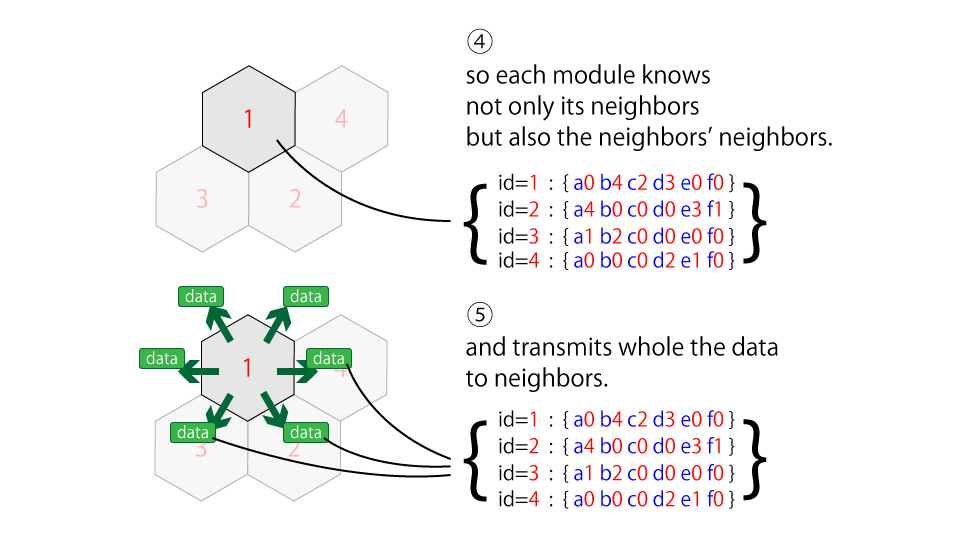 ④
so each module knows
not only its neighbors
but also the neighbors’ neighbors.
1
4
3
2
id=1 : { a0 b4 c2 d3 e0 f0 }
id=2 : { a4 b0 c0 d0 e3 f1 }
id=3 : { a1 b2 c0 d0 e0 f0 }
id=4 : { a0 b0 c0 d2 e1 f0 }
⑤
and transmits whole the data
to neighbors.
data
data
data
1
data
4
data
3
data
2
id=1 : { a0 b4 c2 d3 e0 f0 }
id=2 : { a4 b0 c0 d0 e3 f1 }
id=3 : { a1 b2 c0 d0 e0 f0 }
id=4 : { a0 b0 c0 d2 e1 f0 }